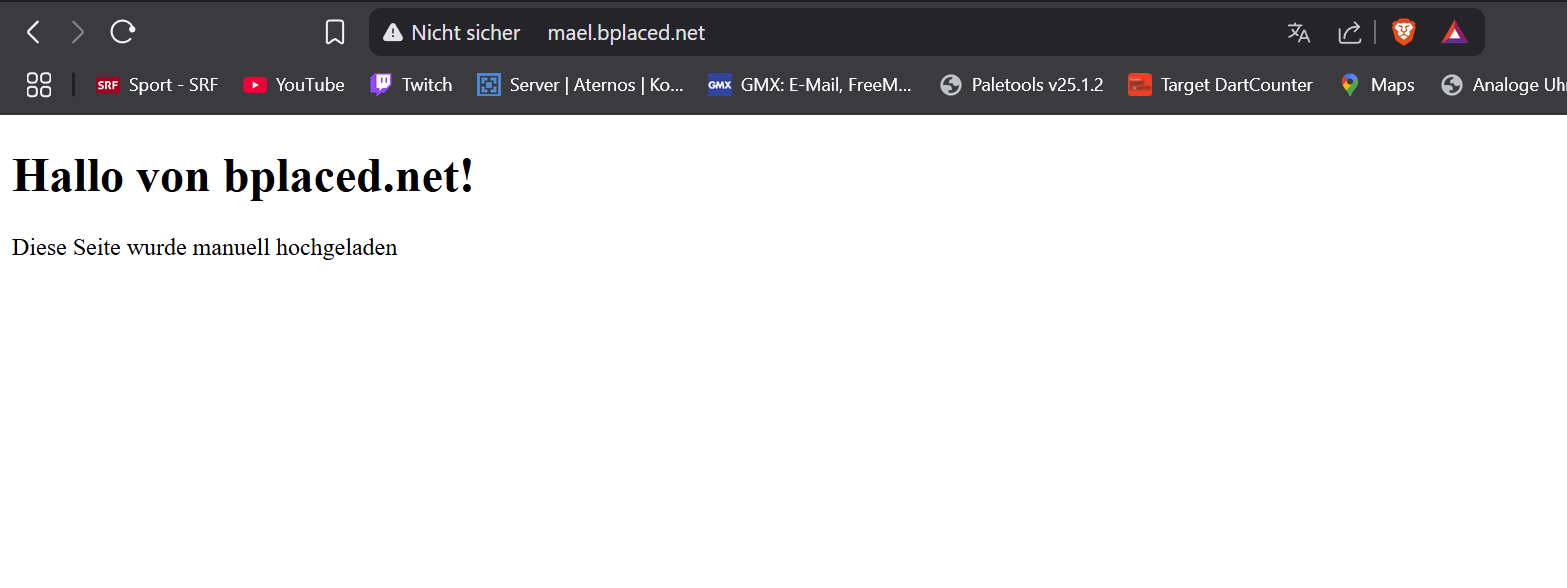 Nicht sicher mael.bplaced.net
SRF Sport - SRF YouTube Twitch Server | Aternos | Ko... GMX GMX: E-Mail, FreeM... Paletools v25.1.2 Target DartCounter Maps Analoge Uh
Hallo von bplaced.net!
Diese Seite wurde manuell hochgeladen